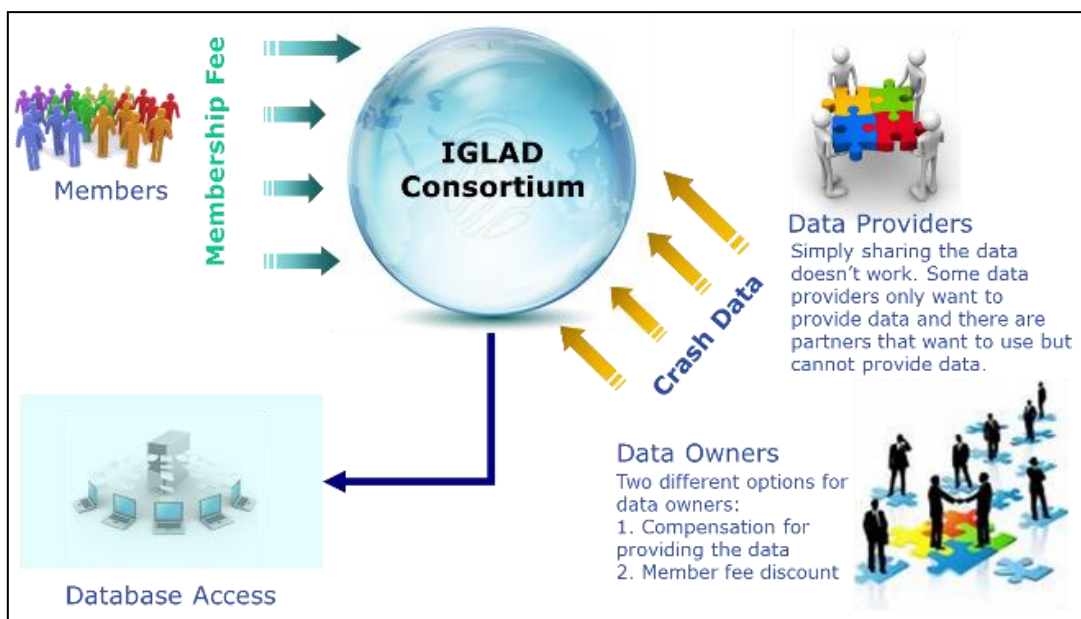 Membership Fee
Members
IGLAD
Consortium
Crash Data
Data Providers
Simply sharing the data
doesn't work. Some data
providers only want to
provide data and there are
partners that want to use but
cannot provide data.
Data Owners
Two different options for
data owners:
1. Compensation for
providing the data
2. Member fee discount
Database Access